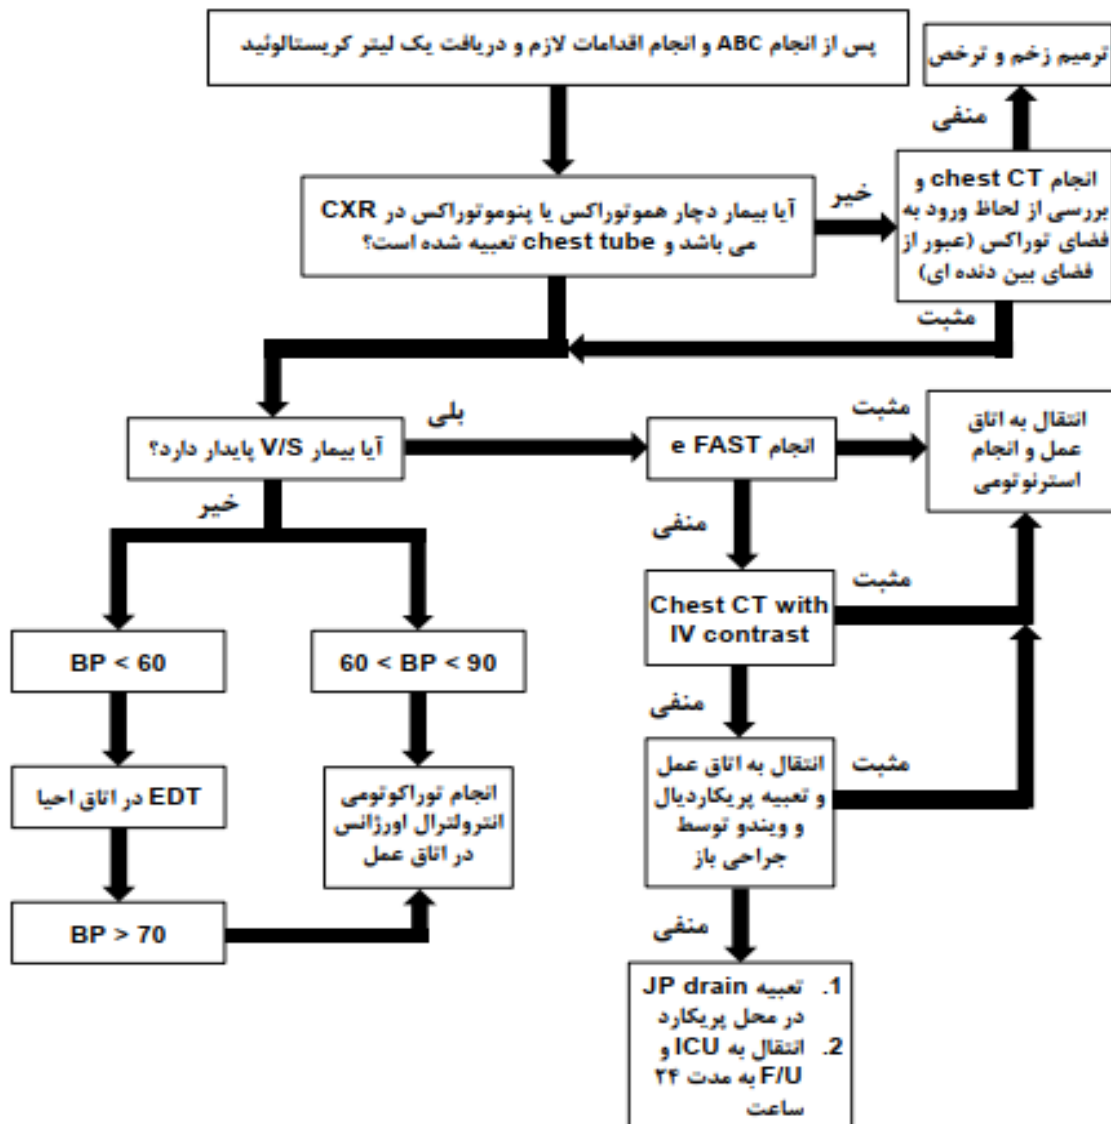 پس از انجام ABC و انجام اقدامات لازم و دریافت یک لیتر کریستالوئید
ترمیم زخم و ترخص
منفی
انجام chest CT و
بررسی از لحاظ ورود به
فضای توراکس (عبور از
فضای بین دنده ای)
خیر
آیا بیمار دچار هموتوراکس یا پنوموتوراکس در CXR
می باشد و chest tube تعبیه شده است؟
مثبت
آیا بیمار V/S پایدار دارد؟
بلی
انجام e FAST
مثبت
انتقال به اتاق
عمل و انجام
استرنوتومی
خیر
منفی
BP < 60
60 < BP < 90
Chest CT with
IV contrast
مثبت
منفی
EDT در اتاق احیا
انجام توراکوتومی
انترولترال اورژانس
در اتاق عمل
انتقال به اتاق عمل
و تعبیه پریکاردیال
و ویندو توسط
جراحی باز
مثبت
BP > 70
منفی
1. تعبیه JP drain
در محل پریکارد
2. انتقال به ICU و
F/U به مدت ۲۴
ساعت